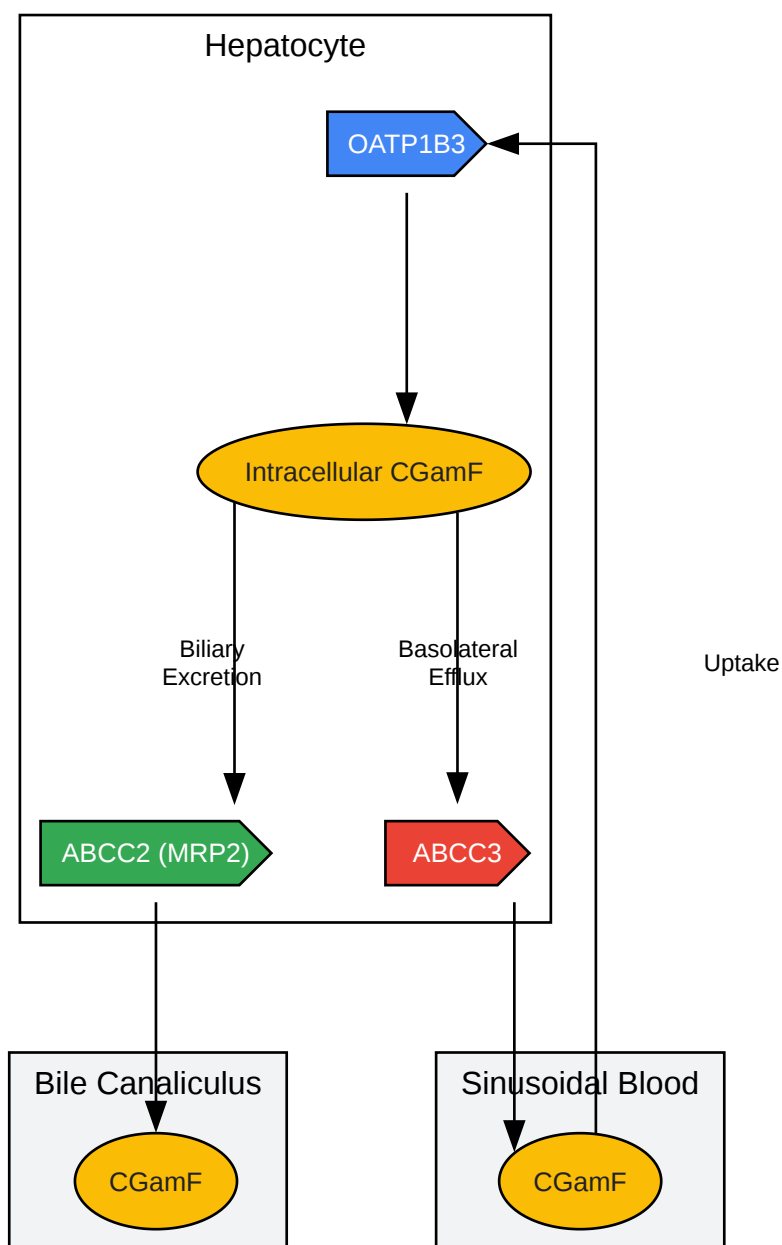 Hepatocyte
OATP1B3
Intracellular CGamF
Biliary
Excretion
Basolateral
Efflux
Uptake
ABCC2 (MRP2)
ABCC3
Bile Canaliculus
Sinusoidal Blood
CGamF
CGamF